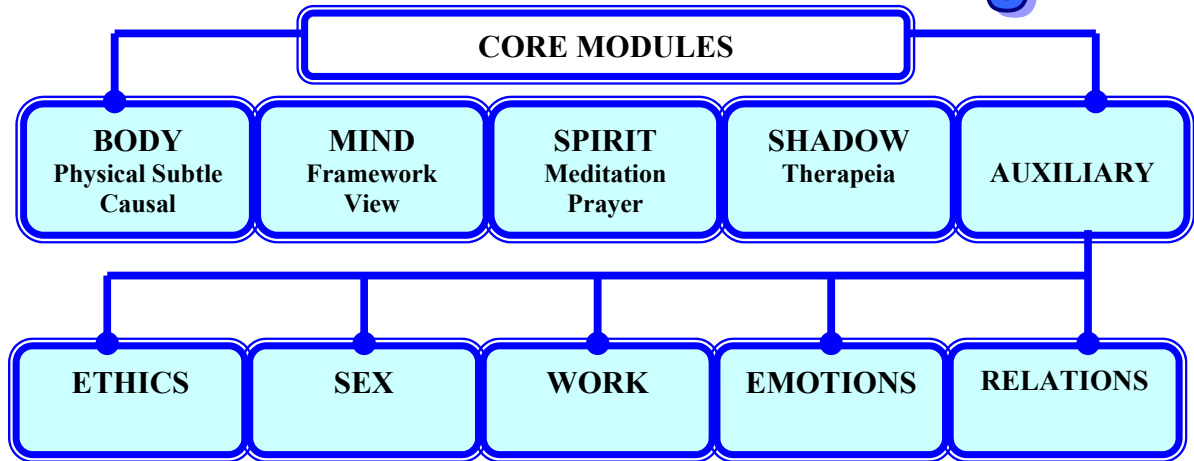 CORE MODULES
BODY
Physical Subtle
Causal
MIND
Framework
View
SPIRIT
Meditation
Prayer
SHADOW
Therapeia
AUXILIARY
ETHICS
SEX
WORK
EMOTIONS
RELATIONS